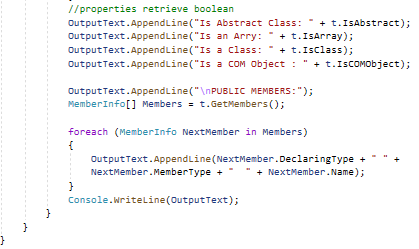 //properties retrieve boolean
OutputText.AppendLine("Is Abstract Class: " + t.IsAbstract);
OutputText.AppendLine("Is an Arry: " + t.IsArray);
OutputText.AppendLine("Is a Class: " + t.IsClass);
OutputText.AppendLine("Is a COM Object : " + t.IsCOMObject);

OutputText.AppendLine("\nPUBLIC MEMBERS:");
MemberInfo[] Members = t.GetMembers();

foreach (MemberInfo NextMember in Members)
{
OutputText.AppendLine(NextMember.DeclaringType + " " +
NextMember.MemberType + "  " + NextMember.Name);
}
Console.WriteLine(OutputText);
}
}
}